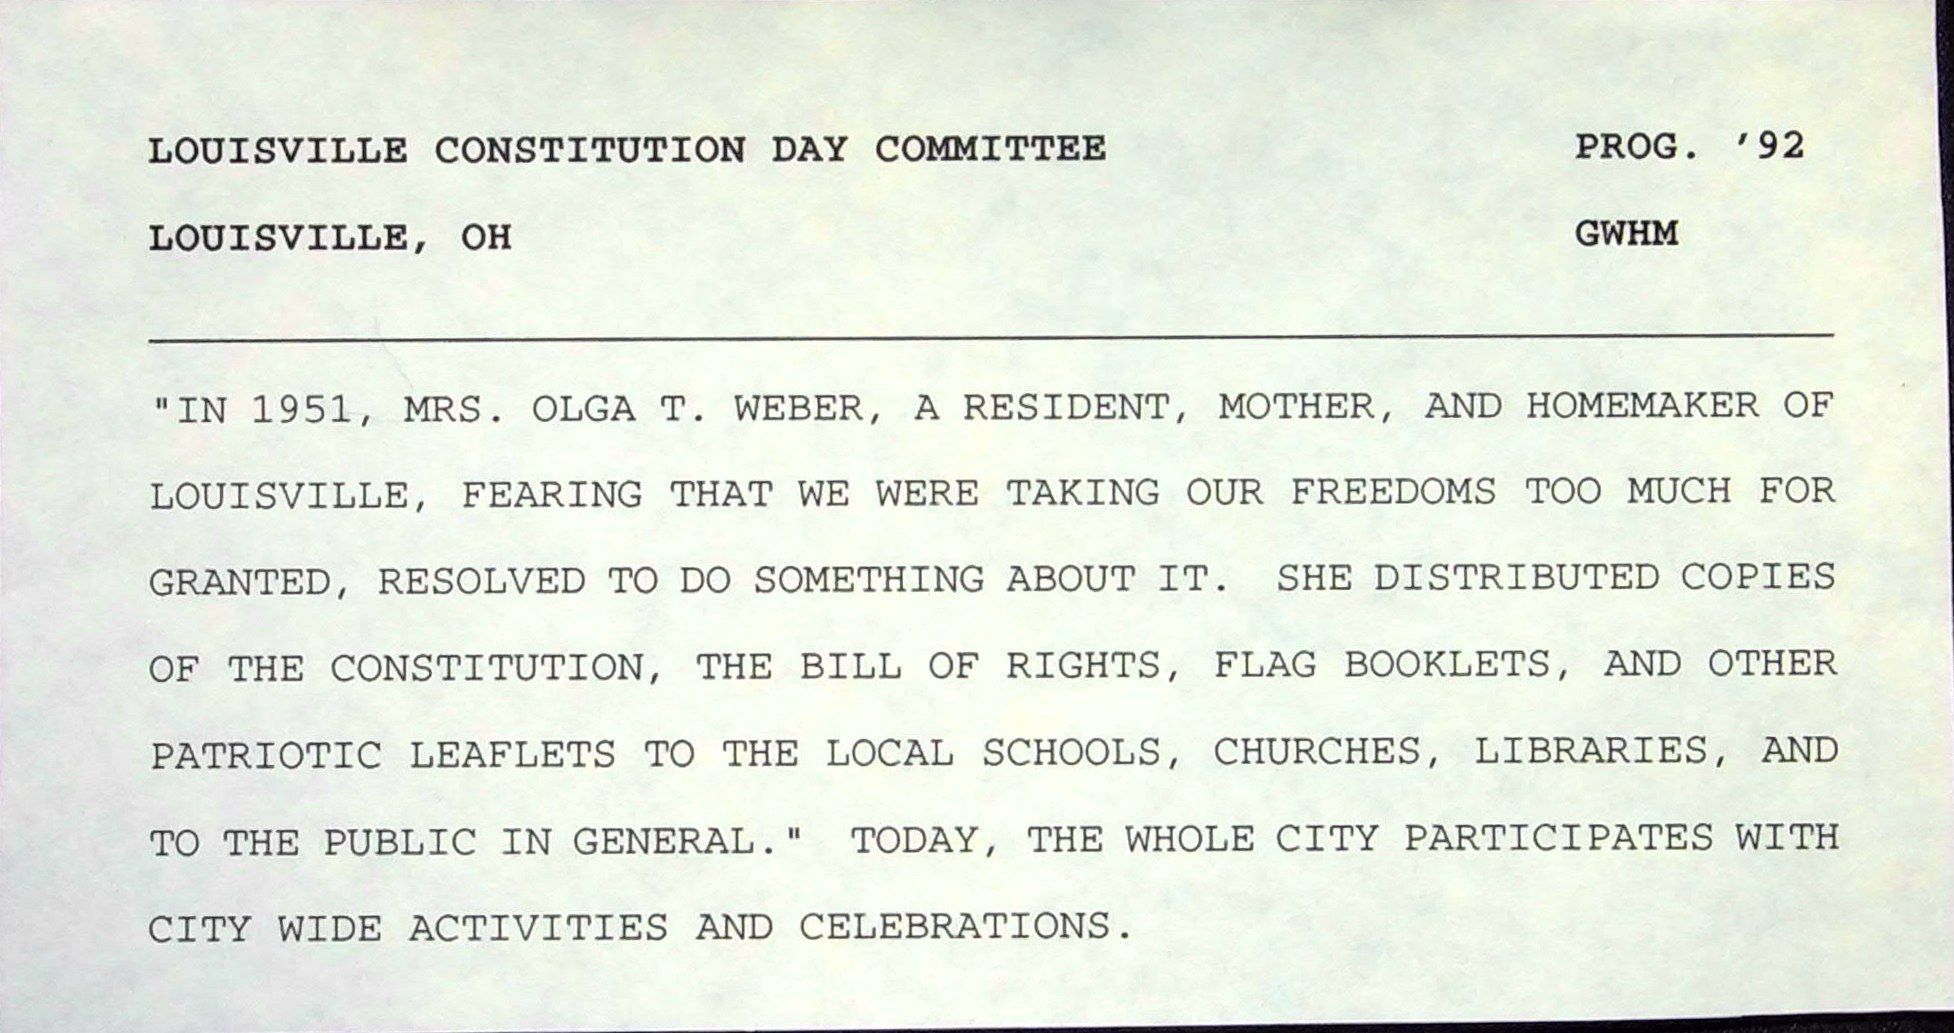 LOUISVILLE CONSTITUTION DAY COMMITTEE PROG. '92
LOUISVILLE, OH GWHM
"IN 1951, MRS. OLGA T. WEBER, A RESIDENT, MOTHER, AND HOMEMAKER OF
LOUISVILLE, FEARING THAT WE WERE TAKING OUR FREEDOMS TOO MUCH FOR
GRANTED, RESOLVED TO DO SOMETHING ABOUT IT. SHE DISTRIBUTED COPIES
OF THE CONSTITUTION, THE BILL OF RIGHTS, FLAG BOOKLETS, AND OTHER
PATRIOTIC LEAFLETS TO THE LOCAL SCHOOLS, CHURCHES, LIBRARIES, AND
TO THE PUBLIC IN GENERAL." TODAY, THE WHOLE CITY PARTICIPATES WITH
CITY WIDE ACTIVITIES AND CELEBRATIONS.